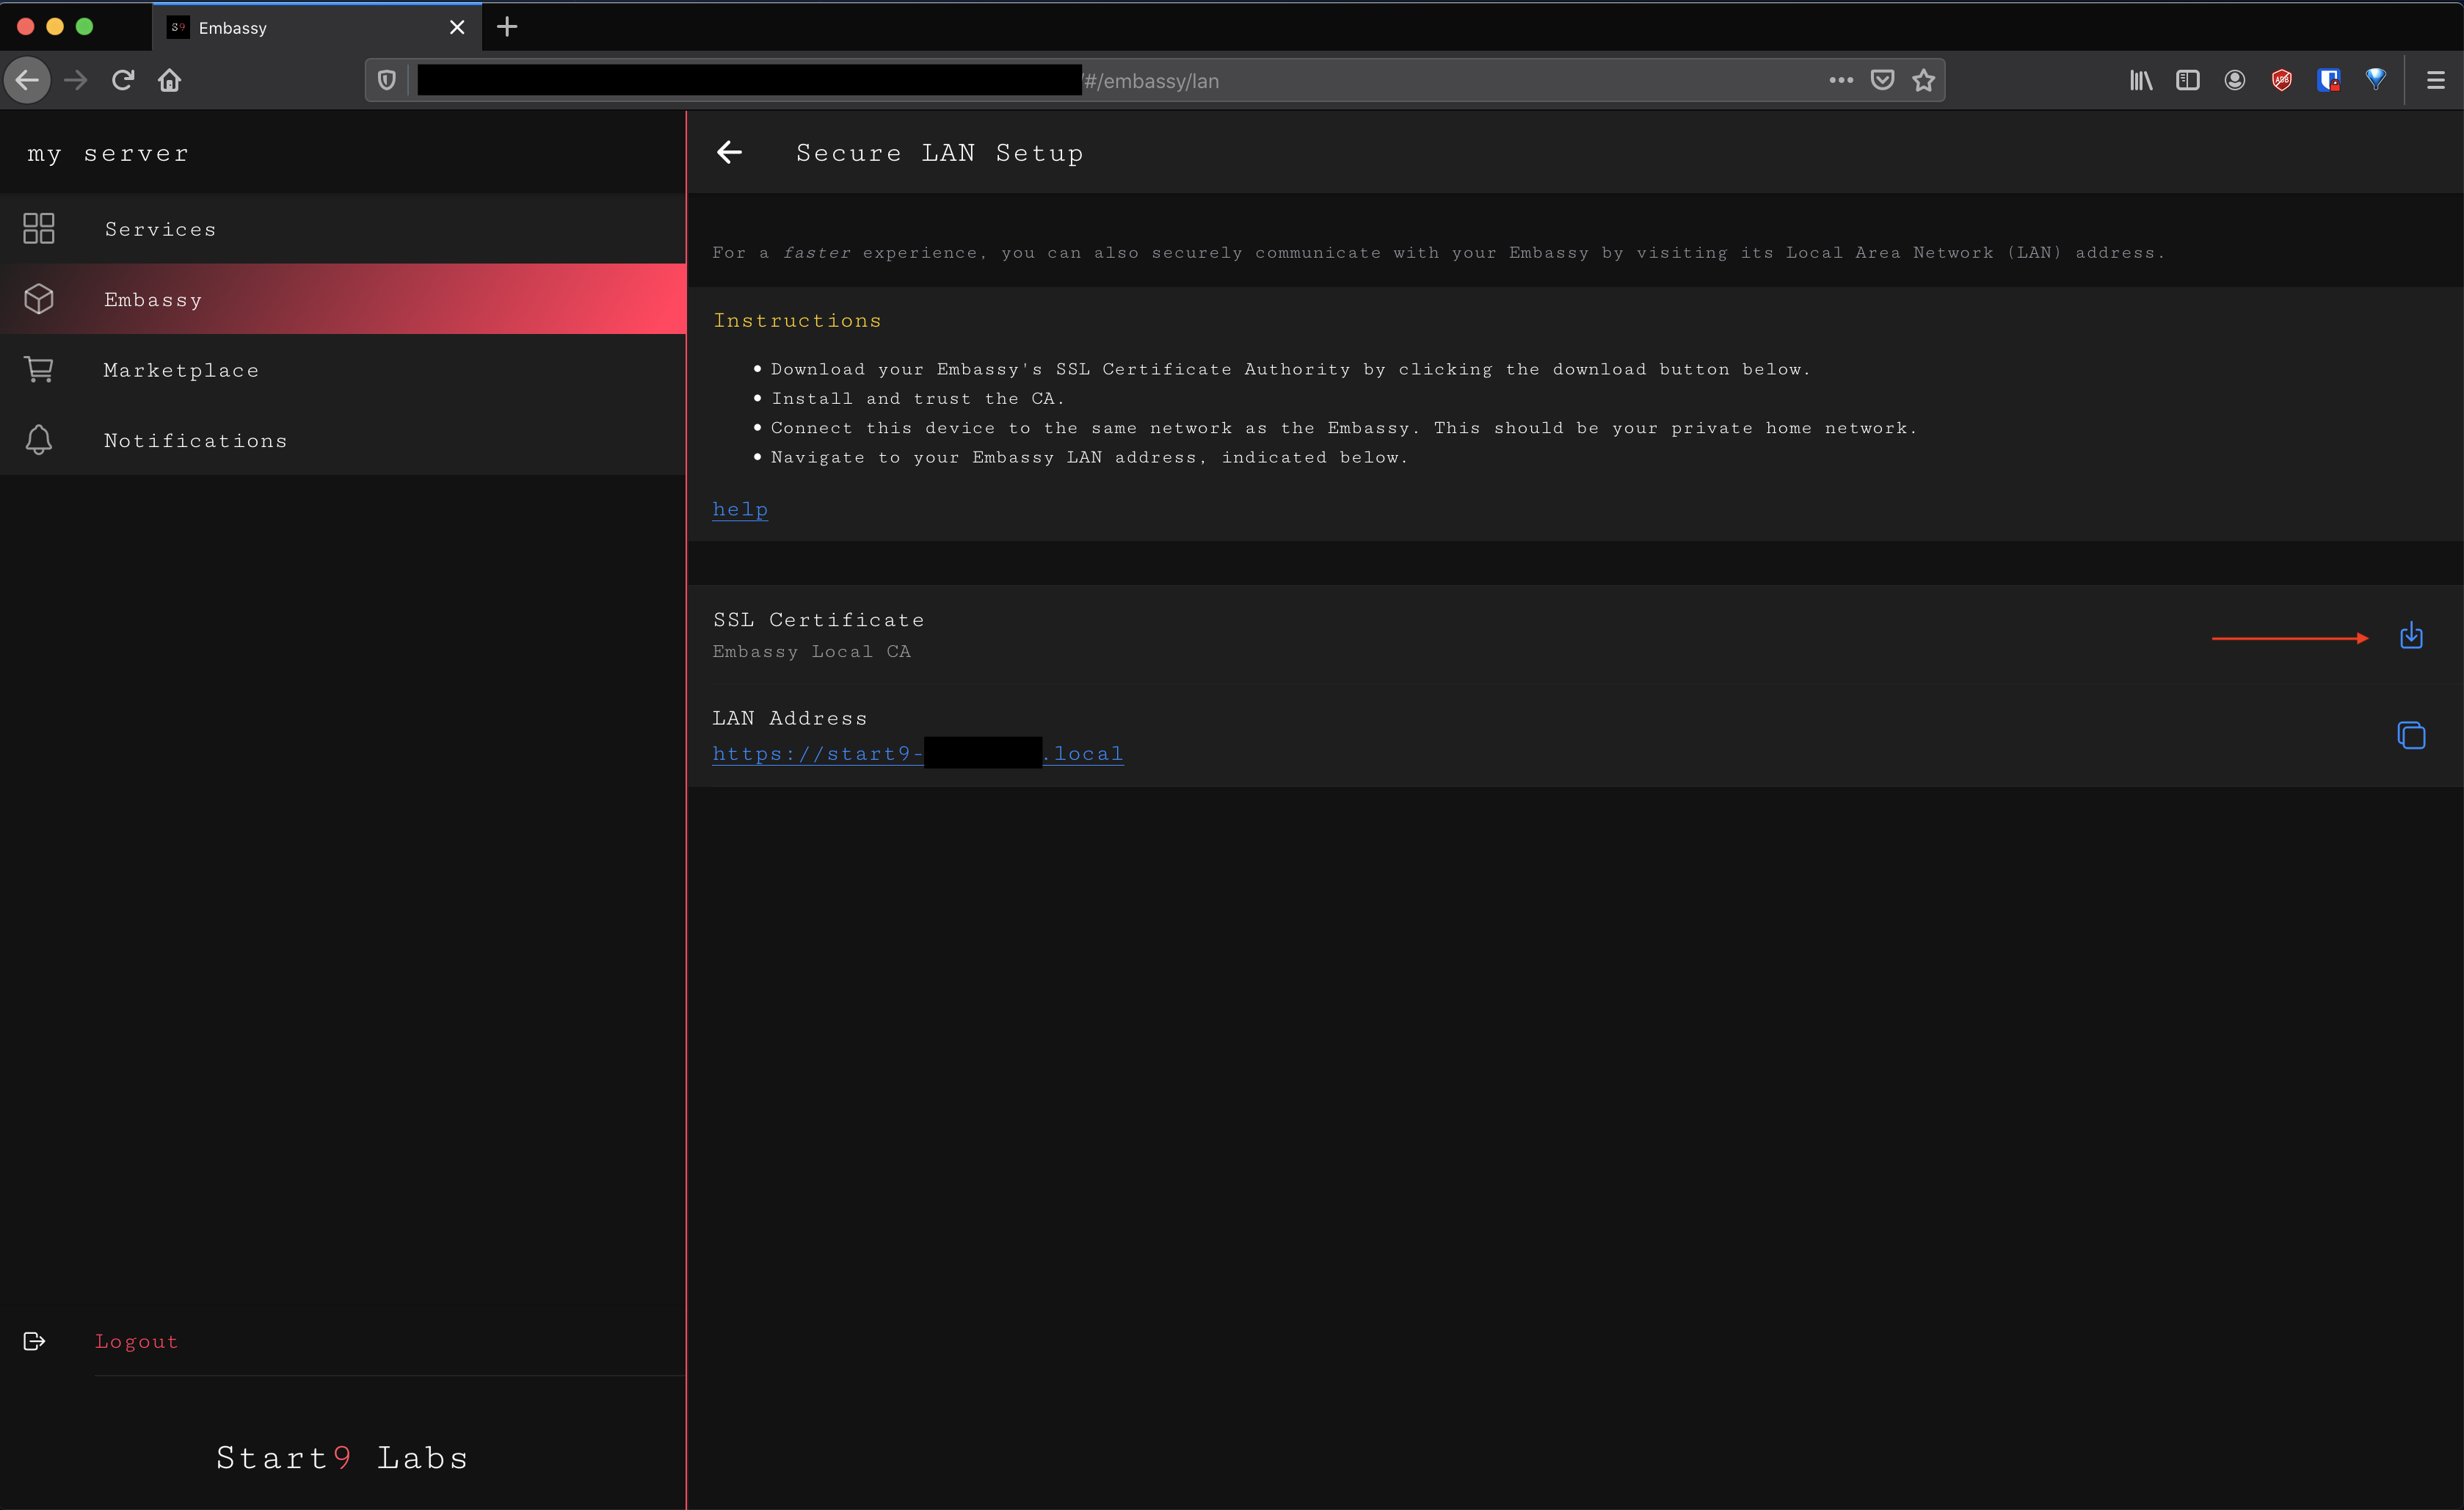 S9 Embassy
/#/embassy/lan
ABP
my server
Services
Embassy
Marketplace
Notifications
Logout
Start9 Labs
Secure LAN Setup
For a faster experience, you can also securely communicate with your Embassy by visiting its Local Area Network (LAN) address.
Instructions
Download your Embassy's SSL Certificate Authority by clicking the download button below.
Install and trust the CA.
Connect this device to the same network as the Embassy. This should be your private home network.
Navigate to your Embassy LAN address, indicated below.
help
SSL Certificate
Embassy Local CA
LAN Address
https://start9-.local